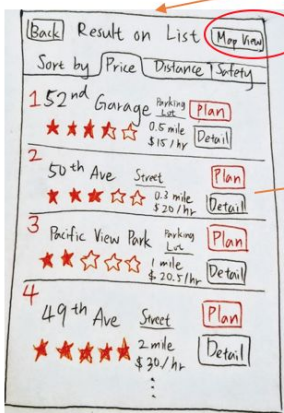 Back Result on List Map View
Sort by Price Distance Safety
1 52nd Garage Parking Lot Plan
0.5 mile
$15/hr Detail
2
50th Ave Street Plan
0.3 mile
$20/hr Detail
3
Pacific View Park Parking Lot Plan
1 mile
$20.5/hr Detail
4
49th Ave Street Plan
2 mile
$30/hr Detail